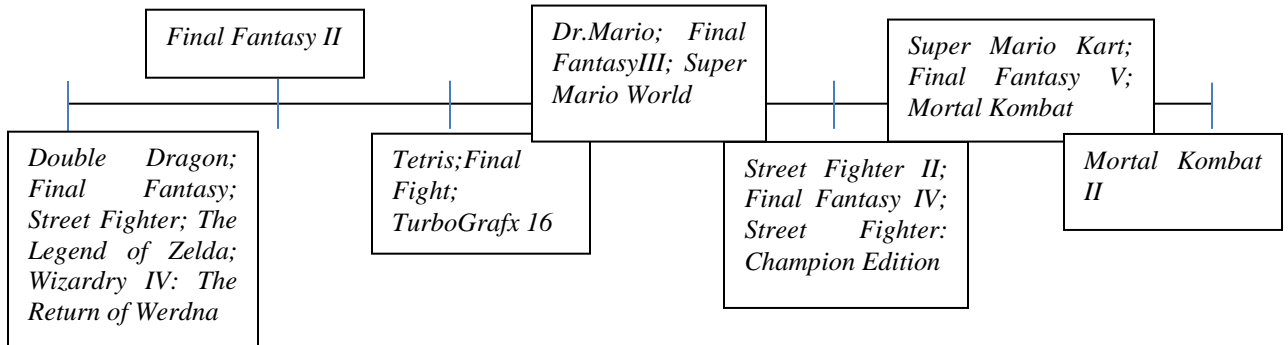 Final Fantasy II
Dr.Mario; Final
FantasyIII; Super
Mario World
Super Mario Kart;
Final Fantasy V;
Mortal Kombat
Double Dragon;
Final Fantasy;
Street Fighter; The
Legend of Zelda;
Wizardry IV: The
Return of Werdna
Tetris;Final
Fight;
TurboGrafx 16
Street Fighter II;
Final Fantasy IV;
Street Fighter:
Champion Edition
Mortal Kombat
II